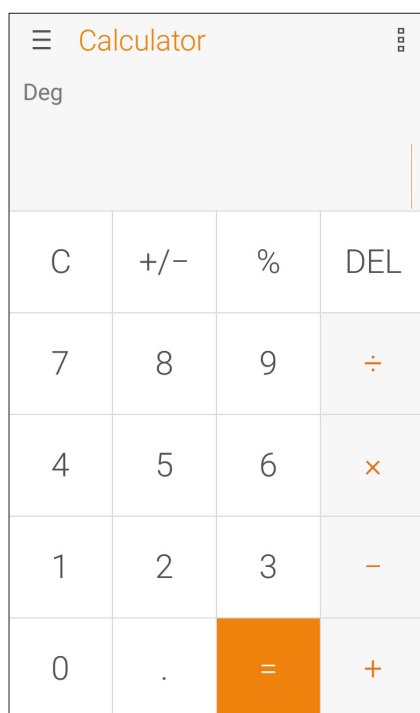 Calculator
Deg
C +/− % DEL
7 8 9 ÷
4 5 6 ×
1 2 3 −
0 . = +